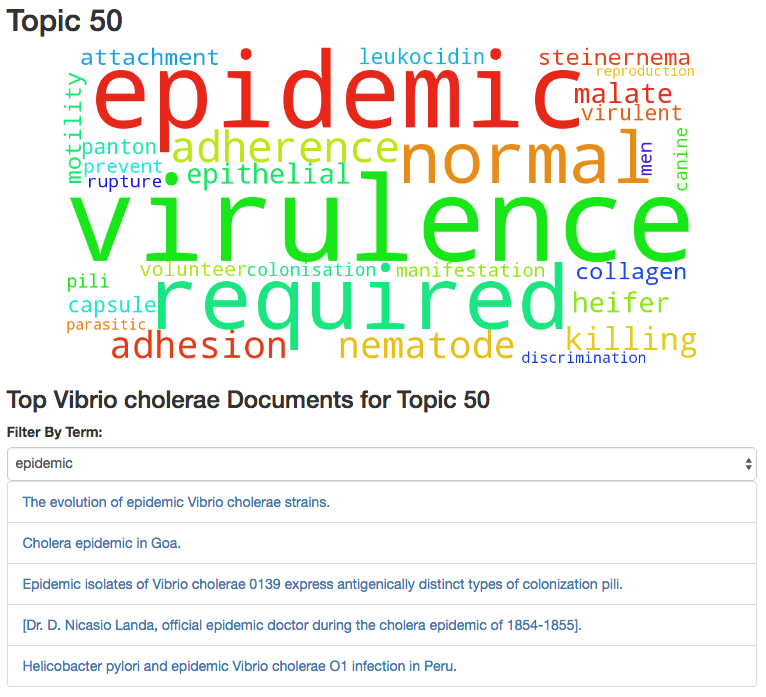 Topic 50
attachment leukocidin steinernema
reproduction
epidemic
malate
virulent
motility
panton adherence normal men canine
prevent
rupture epithelial
virulence
pili volunteer colonisation manifestation collagen
capsule required heifer
parasitic
adhesion nematode killing
discrimination
Top Vibrio cholerae Documents for Topic 50
Filter By Term:
epidemic
The evolution of epidemic Vibrio cholerae strains.
Cholera epidemic in Goa.
Epidemic isolates of Vibrio cholerae 0139 express antigenically distinct types of colonization pili.
[Dr. D. Nicasio Landa, official epidemic doctor during the cholera epidemic of 1854-1855].
Helicobacter pylori and epidemic Vibrio cholerae O1 infection in Peru.